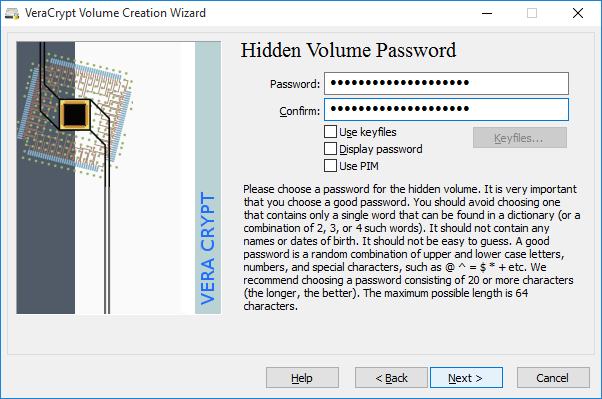 VeraCrypt Volume Creation Wizard
Hidden Volume Password
Password: ●●●●●●●●●●●●●●●●●●●●
Confirm: ●●●●●●●●●●●●●●●●●●●●
Use keyfiles
Keyfiles...
Display password
Use PIM
Please choose a password for the hidden volume. It is very important
that you choose a good password. You should avoid choosing one
that contains only a single word that can be found in a dictionary (or a
combination of 2, 3, or 4 such words). It should not contain any
names or dates of birth. It should not be easy to guess. A good
password is a random combination of upper and lower case letters,
numbers, and special characters, such as @ ^ = $ * + etc. We
recommend choosing a password consisting of 20 or more characters
(the longer, the better). The maximum possible length is 64
characters.
VERA CRYPT
Help
< Back
Next >
Cancel